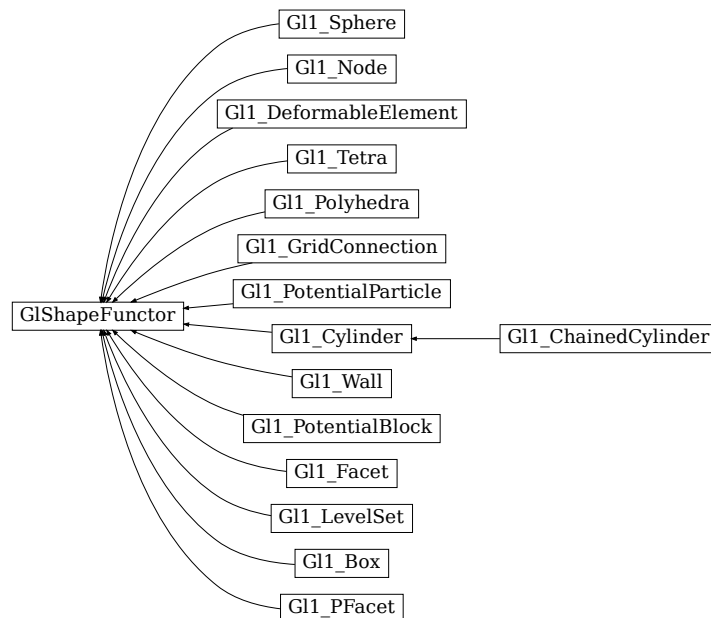 Gl1_Sphere
Gl1_Node
Gl1_DeformableElement
Gl1_Tetra
Gl1_Polyhedra
Gl1_GridConnection
Gl1_PotentialParticle
GlShapeFunctor
Gl1_Cylinder
Gl1_ChainedCylinder
Gl1_Wall
Gl1_PotentialBlock
Gl1_Facet
Gl1_LevelSet
Gl1_Box
Gl1_PFacet